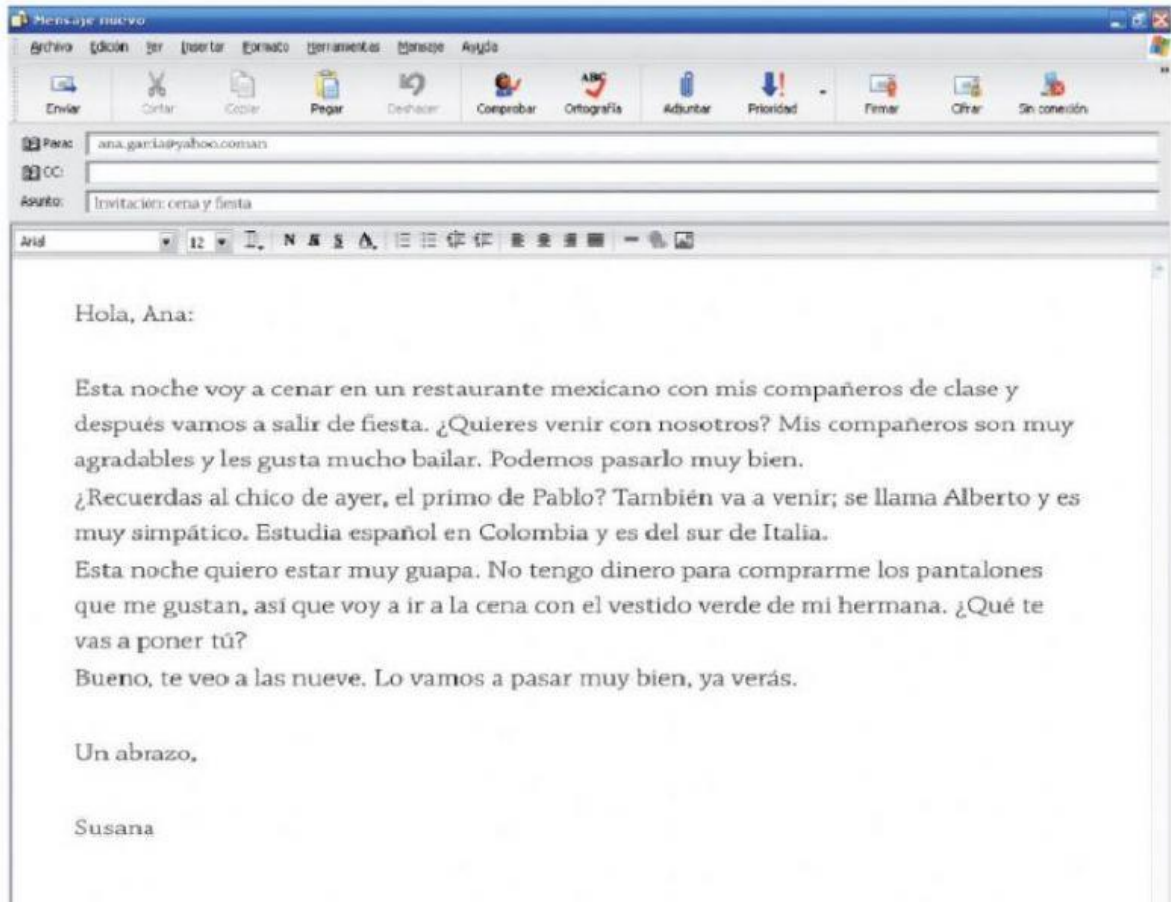 Mensaje nuevo
Archivo Edición Ver Insertar Formato Herramientas Mensaje Ayuda
Enviar Cortar Copiar Pegar Deshacer Comprobar Ortografía Adjuntar Prioridad Firmar Cifrar Sin conexión
Para: ana.garcia@yahoo.coman
CC:
Asunto: Invitación: cena y fiesta
Arial 12 N K S A
Hola, Ana:
Esta noche voy a cenar en un restaurante mexicano con mis compañeros de clase y
después vamos a salir de fiesta. ¿Quieres venir con nosotros? Mis compañeros son muy
agradables y les gusta mucho bailar. Podemos pasarlo muy bien.
¿Recuerdas al chico de ayer, el primo de Pablo? También va a venir; se llama Alberto y es
muy simpático. Estudia español en Colombia y es del sur de Italia.
Esta noche quiero estar muy guapa. No tengo dinero para comprarme los pantalones
que me gustan, así que voy a ir a la cena con el vestido verde de mi hermana. ¿Qué te
vas a poner tú?
Bueno, te veo a las nueve. Lo vamos a pasar muy bien, ya verás.
Un abrazo,
Susana